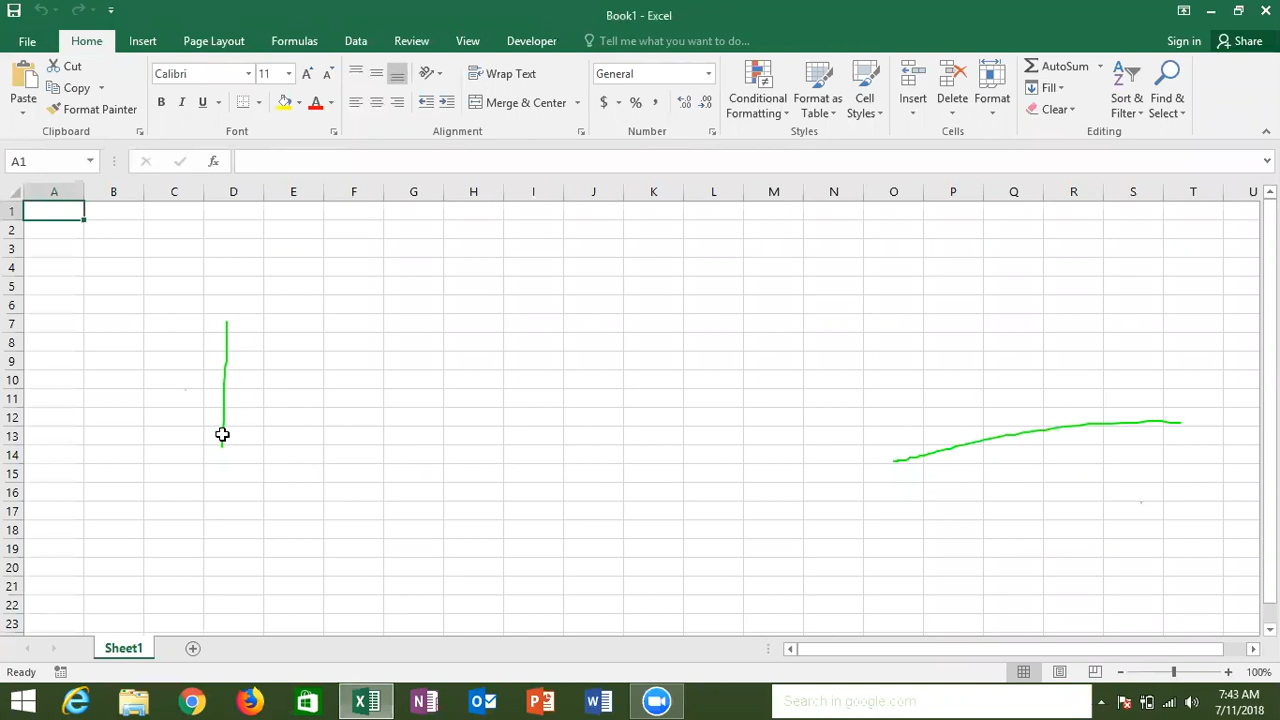 Book1 - Excel
File Home Insert Page Layout Formulas Data Review View Developer Tell me what you want to do... Sign in Share
Paste Cut Copy Format Painter Clipboard
Calibri 11 B I U A A A Font
Wrap Text Merge & Center Alignment
General $ % , Number
Conditional Formatting Format as Table Cell Styles Styles
Insert Delete Format Cells
AutoSum Fill Clear Sort & Filter Find & Select Editing
A1 fx
A B C D E F G H I J K L M N O P Q R S T U
1
2
3
4
5
6
7
8
9
10
11
12
13
14
15
16
17
18
19
20
21
22
23
Sheet1
Ready 100%
Search in google.com 7:43 AM
7/11/2018